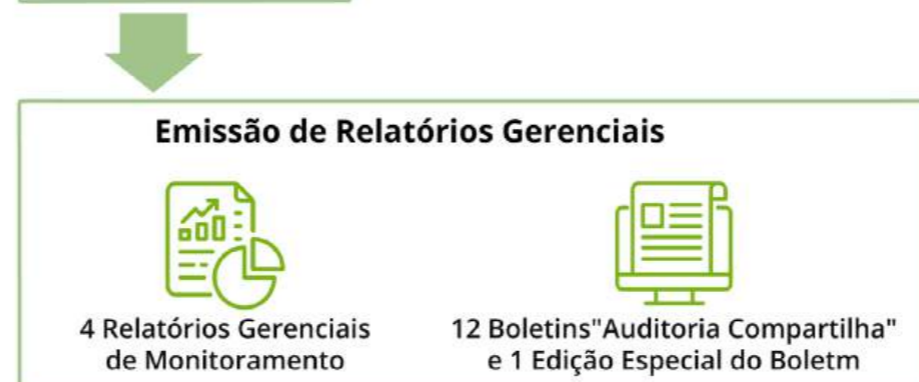 Emissão de Relatórios Gerenciais
4 Relatórios Gerenciais
de Monitoramento
12 Boletins"Auditoria Compartilha"
e 1 Edição Especial do Boletm